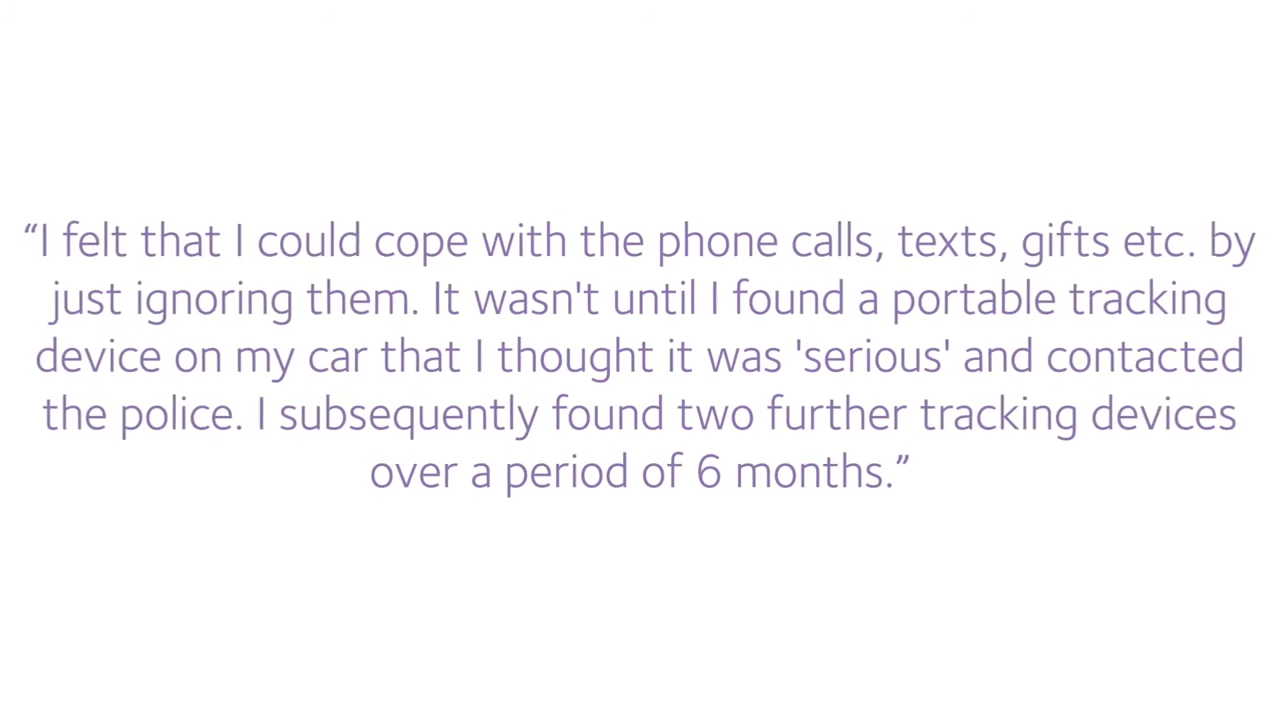 “I felt that I could cope with the phone calls, texts, gifts etc. by
just ignoring them. It wasn't until I found a portable tracking
device on my car that I thought it was 'serious' and contacted
the police. I subsequently found two further tracking devices
over a period of 6 months.”